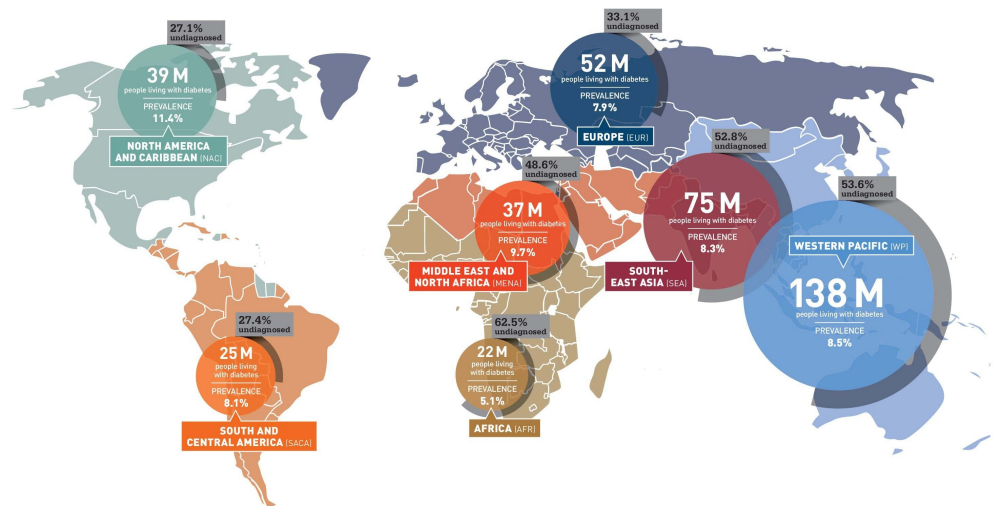 27.1%
undiagnosed
39 M
people living with diabetes
PREVALENCE
11.4%
NORTH AMERICA
AND CARIBBEAN (NAC)
33.1%
undiagnosed
52 M
people living with diabetes
PREVALENCE
7.9%
EUROPE (EUR)
48.6%
undiagnosed
37 M
people living with diabetes
PREVALENCE
9.7%
MIDDLE EAST AND
NORTH AFRICA (MENA)
52.8%
undiagnosed
75 M
people living with diabetes
PREVALENCE
8.3%
SOUTH-
EAST ASIA (SEA)
53.6%
undiagnosed
WESTERN PACIFIC (WP)
138 M
people living with diabetes
PREVALENCE
8.5%
27.4%
undiagnosed
25 M
people living
with diabetes
PREVALENCE
8.1%
SOUTH AND
CENTRAL AMERICA (SACA)
62.5%
undiagnosed
22 M
people living
with diabetes
PREVALENCE
5.1%
AFRICA (AFR)